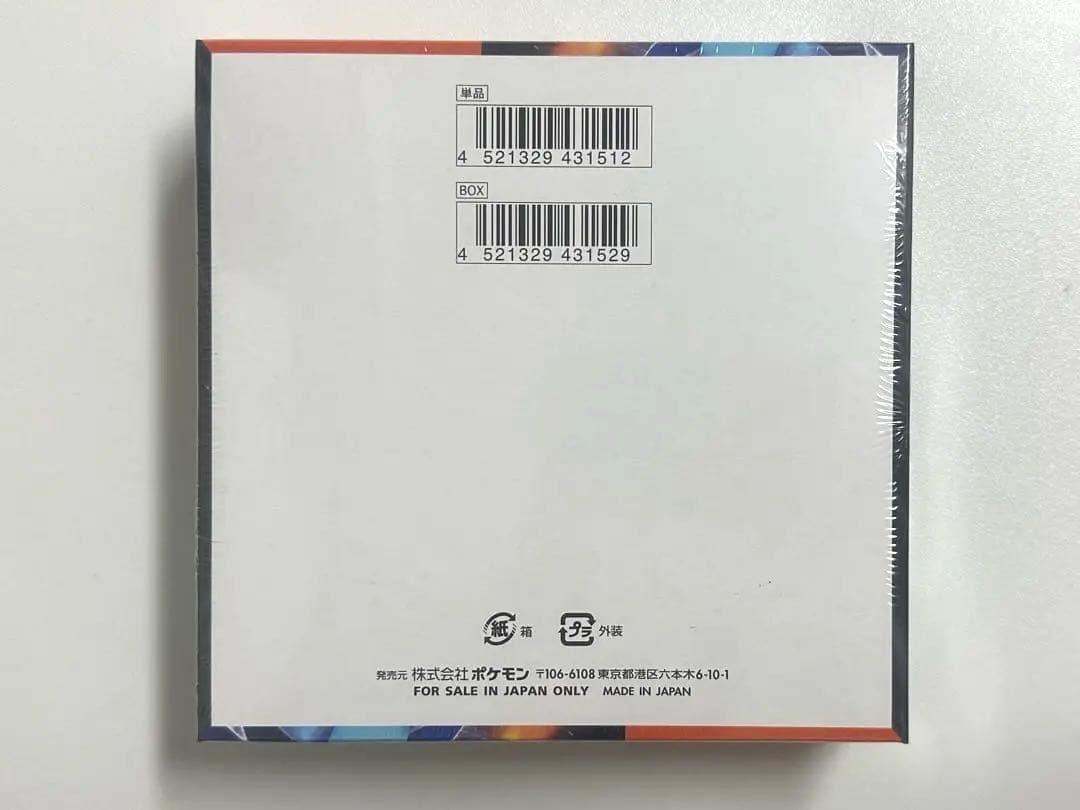 単品
4 521329 431512
BOX
4 521329 431529
紙 箱 プラ 外装
発売元 株式会社ポケモン 〒106-6108 東京都港区六本木6-10-1
FOR SALE IN JAPAN ONLY MADE IN JAPAN